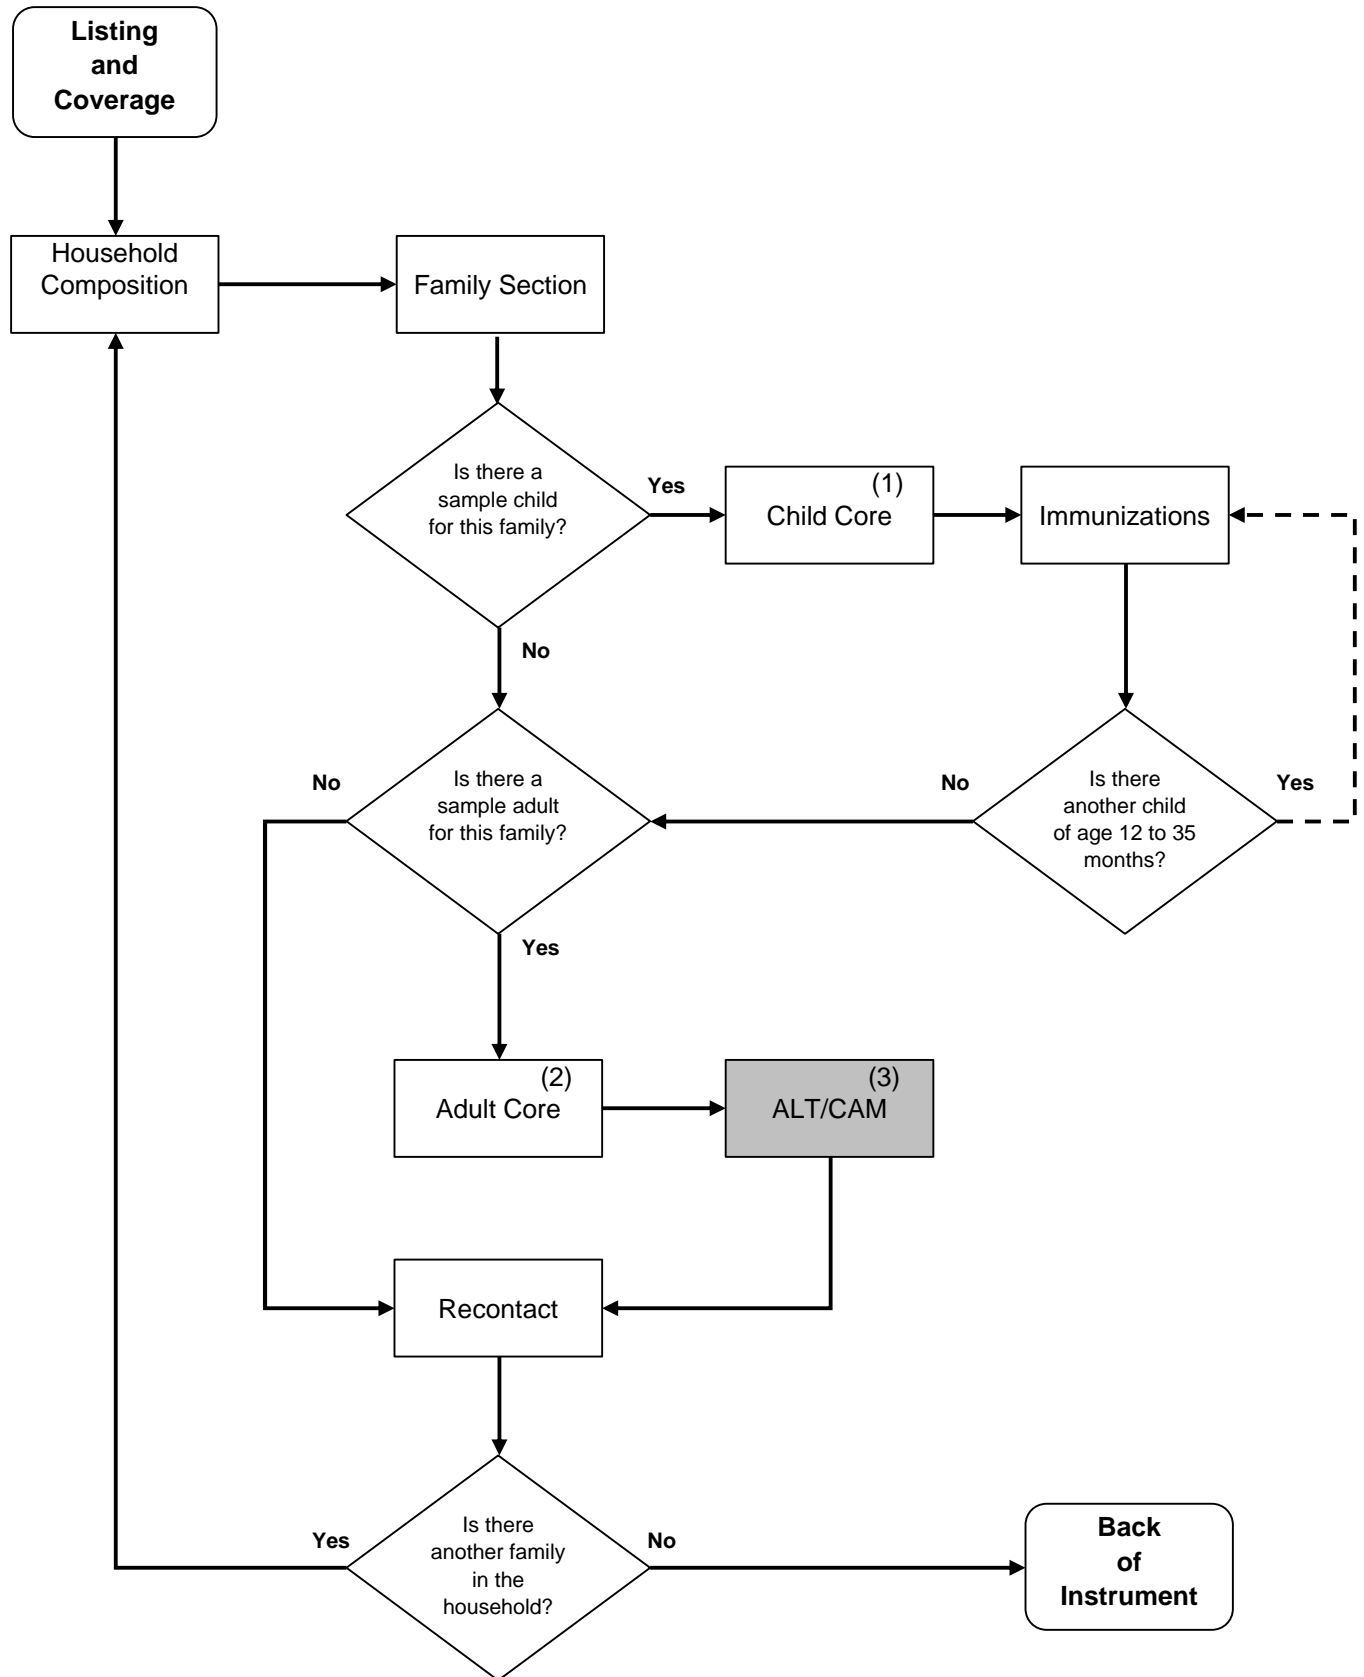 Listing
and
Coverage
Household
Composition
Family Section
Is there a
sample child
for this family?
Yes
(1)
Child Core
Immunizations
No
No
Is there a
sample adult
for this family?
No
Is there
another child
of age 12 to 35
months?
Yes
Yes
(2)
Adult Core
(3)
ALT/CAM
Recontact
Yes
Is there
another family
in the
household?
No
Back
of
Instrument